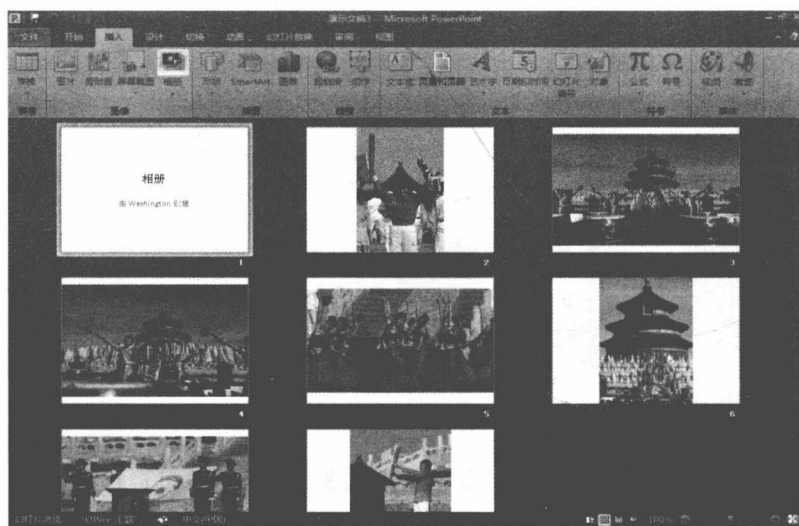 演示文稿1 - Microsoft PowerPoint
文件 开始 插入 设计 切换 动画 幻灯片放映 审阅 视图
表格 图片 剪贴画 屏幕截图 相册 形状 SmartArt 图表 超链接 动作 文本框 页眉和页脚 艺术字 日期和时间 幻灯片编号 对象 公式 符号 视频 音频
表格 图像 插图 链接 文本 符号 媒体
相册
由 Washington 创建
1
2
3
4
5
6
幻灯片浏览 "Office 主题" 中文(中国) 100%